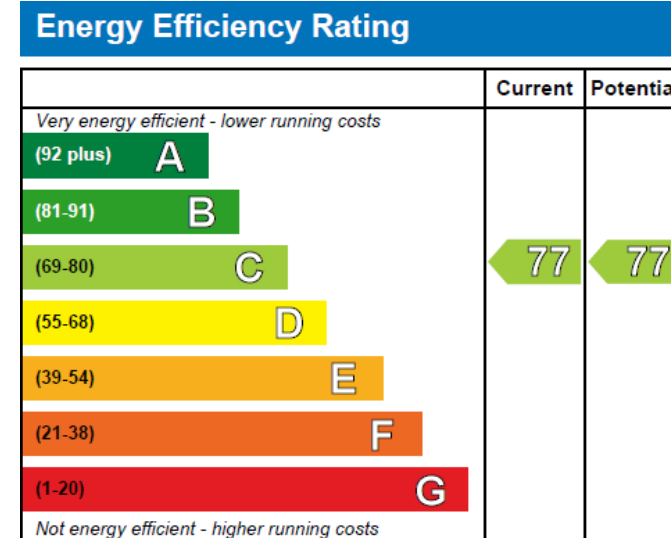 Energy Efficiency Rating
Current Potentia
Very energy efficient - lower running costs
(92 plus) A
(81-91) B
(69-80) C 77 77
(55-68) D
(39-54) E
(21-38) F
(1-20) G
Not energy efficient - higher running costs